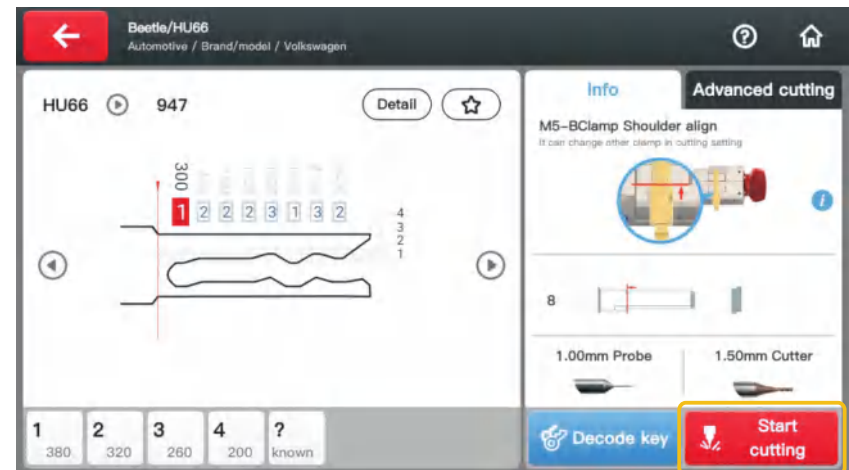 Beetle/HU66
Automotive / Brand/model / Volkswagen
HU66 947
Detail
300
1 2 2 2 3 1 3 2
4
3
2
1
1 380
2 320
3 260
4 200
? known
Info
Advanced cutting
M5-BClamp Shoulder align
It can change other clamp in cutting setting
8
1.00mm Probe
1.50mm Cutter
Decode key
Start
cutting